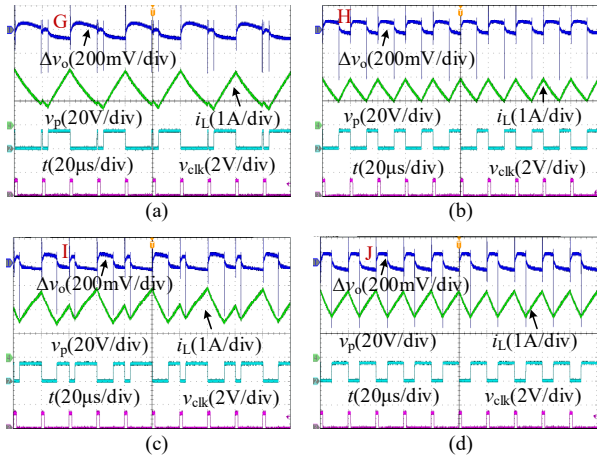 G
Δvo(200mV/div)
vp(20V/div) iL(1A/div)
t(20μs/div) vclk(2V/div)
(a)
H
Δvo(200mV/div)
vp(20V/div) iL(1A/div)
t(20μs/div) vclk(2V/div)
(b)
I
Δvo(200mV/div)
vp(20V/div) iL(1A/div)
t(20μs/div) vclk(2V/div)
(c)
J
Δvo(200mV/div)
vp(20V/div) iL(1A/div)
t(20μs/div) vclk(2V/div)
(d)